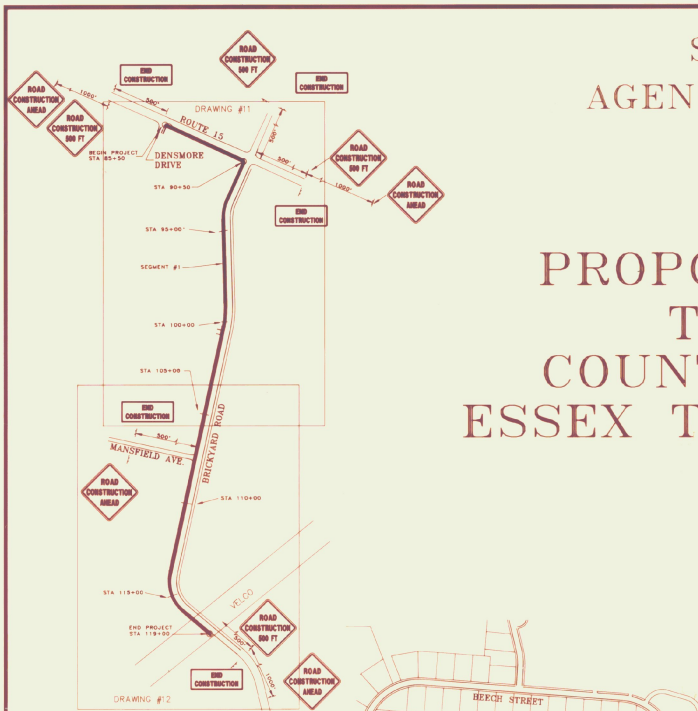 S
AGEN
PROPO
T
COUN
ESSEX T
ROAD
CONSTRUCTION
500 FT
END
CONSTRUCTION
END
CONSTRUCTION
ROAD
CONSTRUCTION
AHEAD
1000'
500'
ROAD
CONSTRUCTION
500 FT
DRAWING #11
ROUTE 15
500'
BEGIN PROJECT
STA 85+50
DENSMORE
DRIVE
500'
1000'
ROAD
CONSTRUCTION
500 FT
ROAD
CONSTRUCTION
AHEAD
STA 90+50
END
CONSTRUCTION
STA 95+00
SEGMENT #1
STA 100+00
STA 105+00
END
CONSTRUCTION
500'
MANSFIELD AVE.
BRICKYARD ROAD
ROAD
CONSTRUCTION
AHEAD
STA 110+00
STA 115+00
VELCO
END PROJECT
STA 119+00
ROAD
CONSTRUCTION
500 FT
500'
1000'
END
CONSTRUCTION
ROAD
CONSTRUCTION
AHEAD
DRAWING #12
BEECH STREET